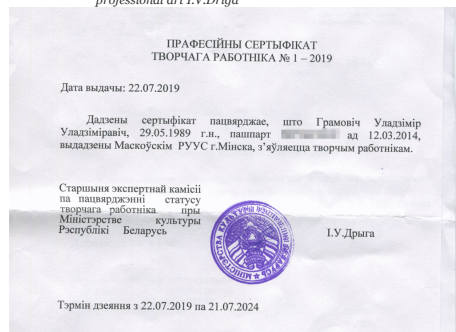 professional art I.V.Driga
ПРАФЕСІЙНЫ СЕРТЫФІКАТ
ТВОРЧАГА РАБОТНІКА № 1 – 2019
Дата выдачы: 22.07.2019
Дадзены сертыфікат пацвярджае, што Грамовіч Уладзімір
Уладзіміравіч, 29.05.1989 г.н., пашпарт ад 12.03.2014,
выдадзены Маскоўскім РУУС г.Мінска, з’яўляецца творчым работнікам.
Старшыня экспертнай камісіі
па пацвярджэнні статусу
творчага работніка пры
Міністэрстве культуры
Рэспублікі Беларусь
І.У.Дрыга
Тэрмін дзеяння з 22.07.2019 па 21.07.2024